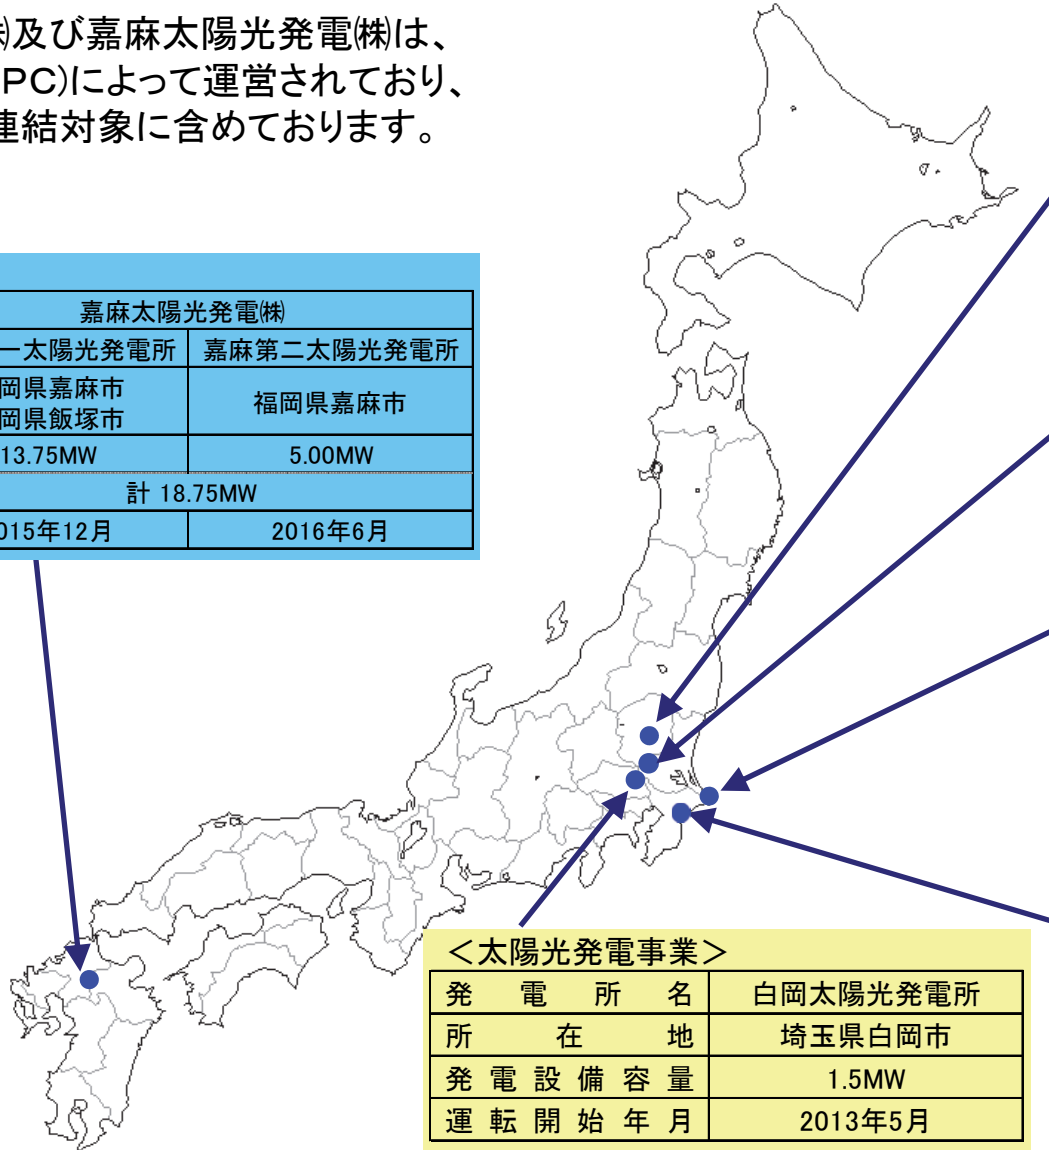 ㈱及び嘉麻太陽光発電㈱は、
PC)によって運営されており、
連結対象に含めております。
嘉麻太陽光発電㈱
一太陽光発電所 嘉麻第二太陽光発電所
岡県嘉麻市
岡県飯塚市
福岡県嘉麻市
13.75MW 5.00MW
計 18.75MW
015年12月 2016年6月
＜太陽光発電事業＞
発電所名 白岡太陽光発電所
所在地 埼玉県白岡市
発電設備容量 1.5MW
運転開始年月 2013年5月